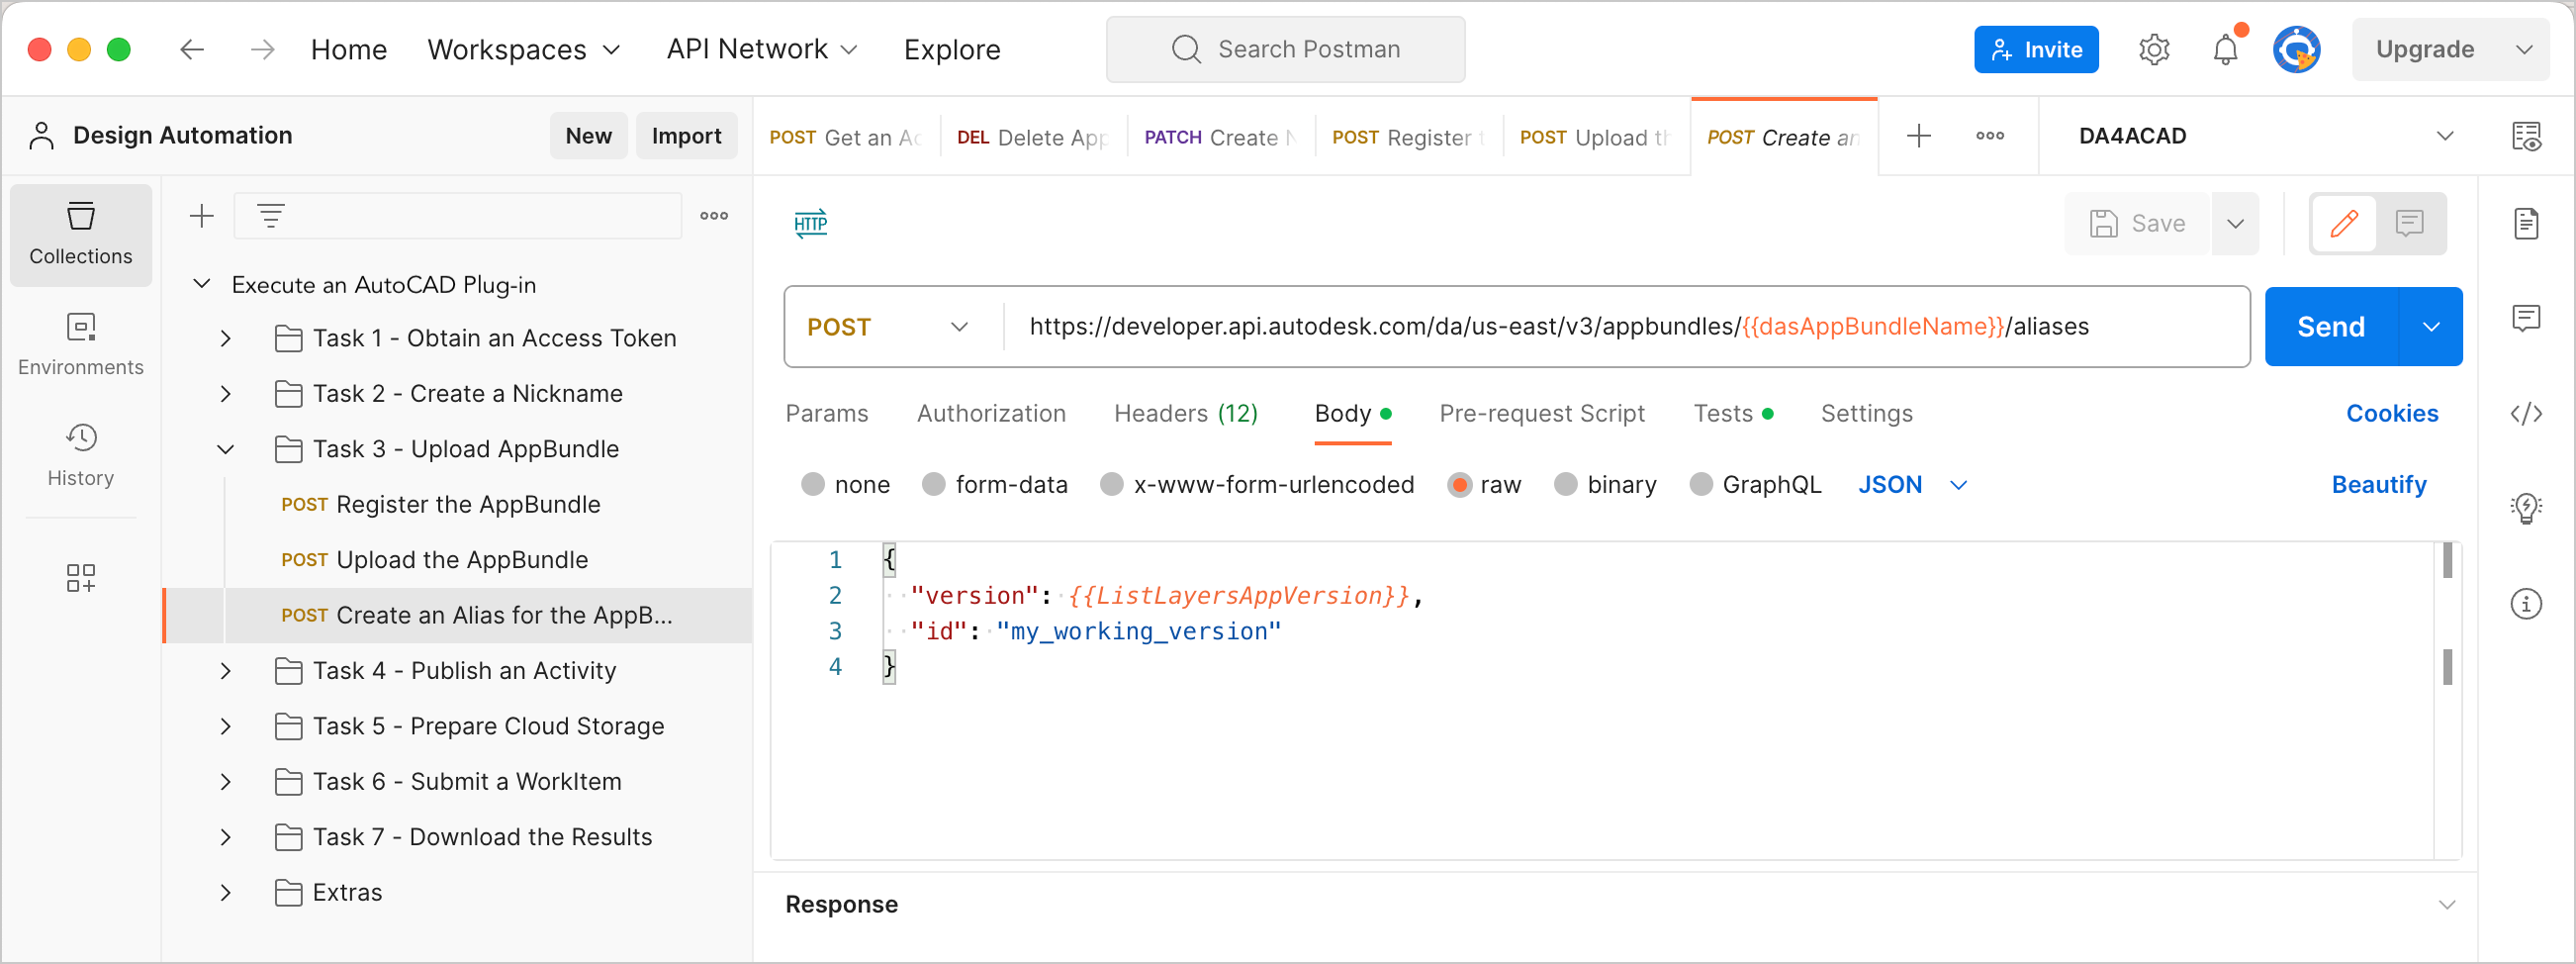 Home Workspaces API Network Explore Search Postman Invite Upgrade
Design Automation New Import
POST Get an Ac DEL Delete App PATCH Create N POST Register t POST Upload th POST Create an DA4ACAD
Collections
Environments
History
Execute an AutoCAD Plug-in
Task 1 - Obtain an Access Token
Task 2 - Create a Nickname
Task 3 - Upload AppBundle
POST Register the AppBundle
POST Upload the AppBundle
POST Create an Alias for the AppB...
Task 4 - Publish an Activity
Task 5 - Prepare Cloud Storage
Task 6 - Submit a WorkItem
Task 7 - Download the Results
Extras
HTTP Save
POST https://developer.api.autodesk.com/da/us-east/v3/appbundles/{{dasAppBundleName}}/aliases Send
Params Authorization Headers (12) Body Pre-request Script Tests Settings Cookies
none form-data x-www-form-urlencoded raw binary GraphQL JSON Beautify
1 {
2 "version": {{ListLayersAppVersion}},
3 "id": "my_working_version"
4 }
Response